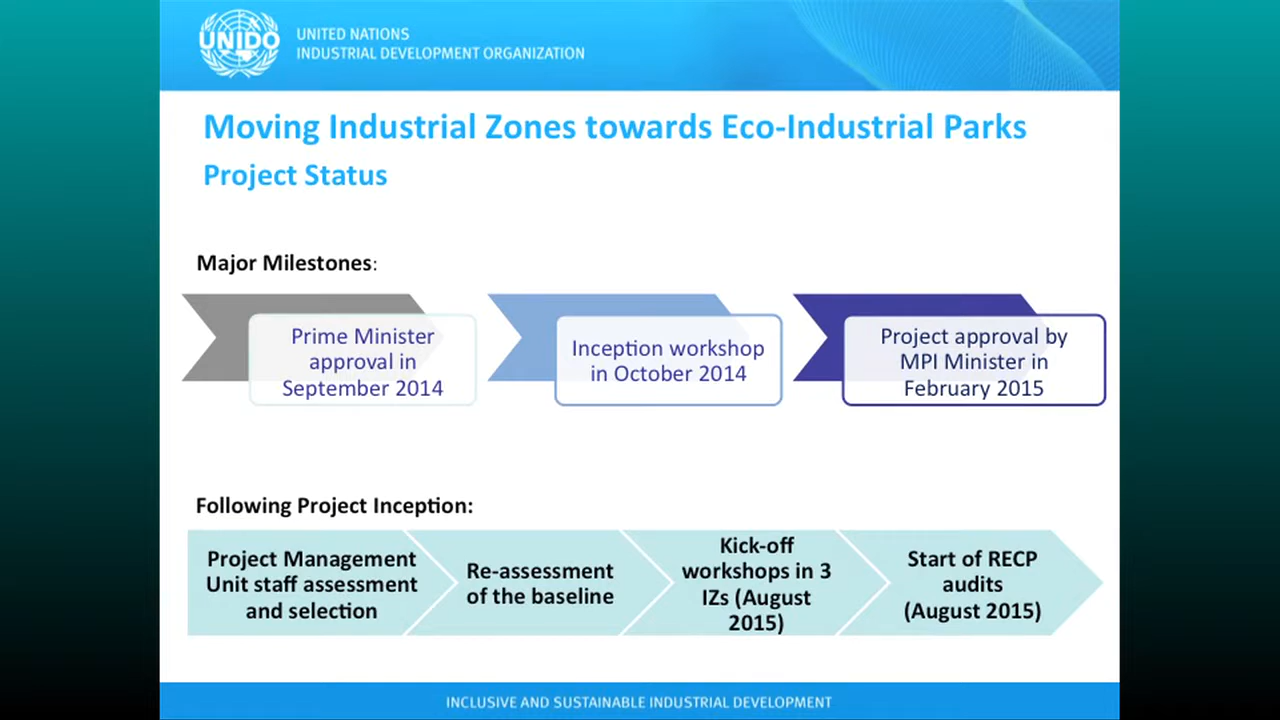 UNIDO
UNITED NATIONS
INDUSTRIAL DEVELOPMENT ORGANIZATION
Moving Industrial Zones towards Eco-Industrial Parks
Project Status
Major Milestones:
Prime Minister
approval in
September 2014
Inception workshop
in October 2014
Project approval by
MPI Minister in
February 2015
Following Project Inception:
Project Management
Unit staff assessment
and selection
Re-assessment
of the baseline
Kick-off
workshops in 3
IZs (August
2015)
Start of RECP
audits
(August 2015)
INCLUSIVE AND SUSTAINABLE INDUSTRIAL DEVELOPMENT